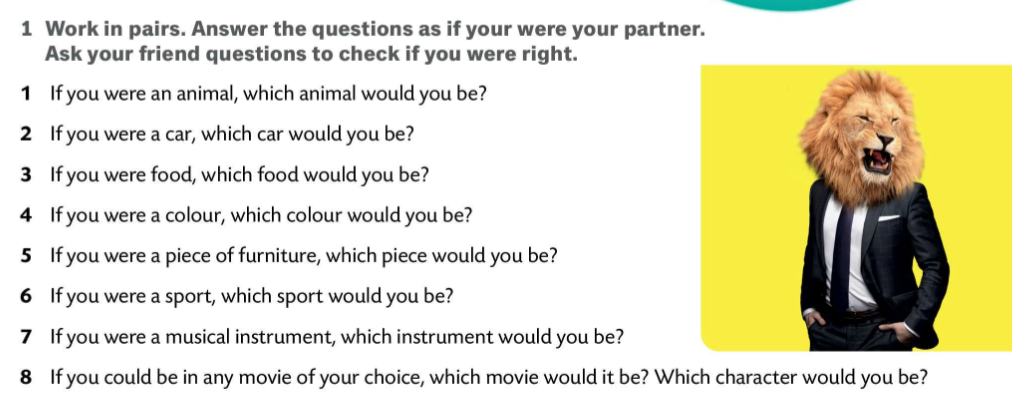 1 Work in pairs. Answer the questions as if your were your partner.
Ask your friend questions to check if you were right.
1 If you were an animal, which animal would you be?
2 If you were a car, which car would you be?
3 If you were food, which food would you be?
4 If you were a colour, which colour would you be?
5 If you were a piece of furniture, which piece would you be?
6 If you were a sport, which sport would you be?
7 If you were a musical instrument, which instrument would you be?
8 If you could be in any movie of your choice, which movie would it be? Which character would you be?